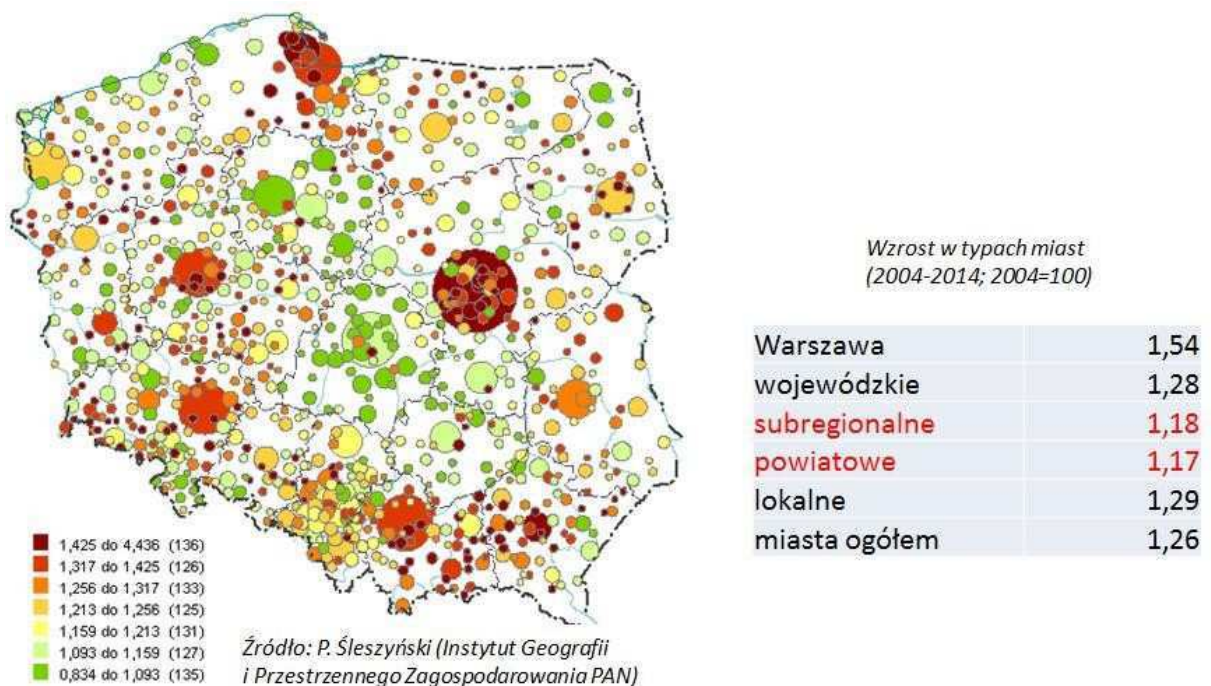 Wzrost w typach miast
(2004-2014; 2004=100)
Warszawa 1,54
wojewódzkie 1,28
subregionalne 1,18
powiatowe 1,17
lokalne 1,29
miasta ogółem 1,26
1,425 do 4,436 (136)
1,317 do 1,425 (126)
1,256 do 1,317 (133)
1,213 do 1,256 (125)
1,159 do 1,213 (131)
1,093 do 1,159 (127)
0,834 do 1,093 (135)
Źródło: P. Śleszyński (Instytut Geografii
i Przestrzennego Zagospodarowania PAN)